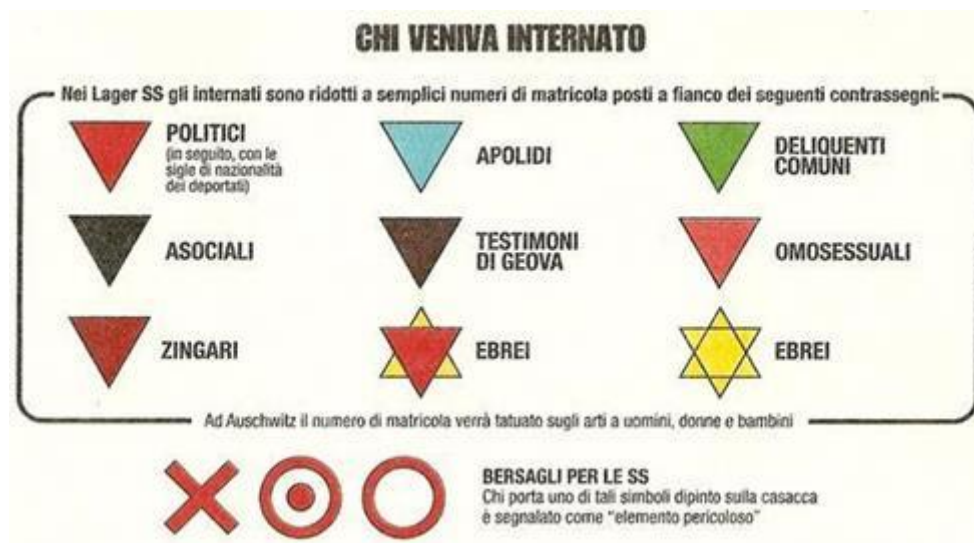 CHI VENIVA INTERNATO
Nei Lager SS gli internati sono ridotti a semplici numeri di matricola posti a fianco dei seguenti contrassegni:
POLITICI
(in seguito, con le
sigle di nazionalità
dei deportati)
APOLIDI
DELIQUENTI
COMUNI
ASOCIALI
TESTIMONI
DI GEOVA
OMOSESSUALI
ZINGARI
EBREI
EBREI
Ad Auschwitz il numero di matricola verrà tatuato sugli arti a uomini, donne e bambini
BERSAGLI PER LE SS
Chi porta uno di tali simboli dipinto sulla casacca
è segnalato come "elemento pericoloso"